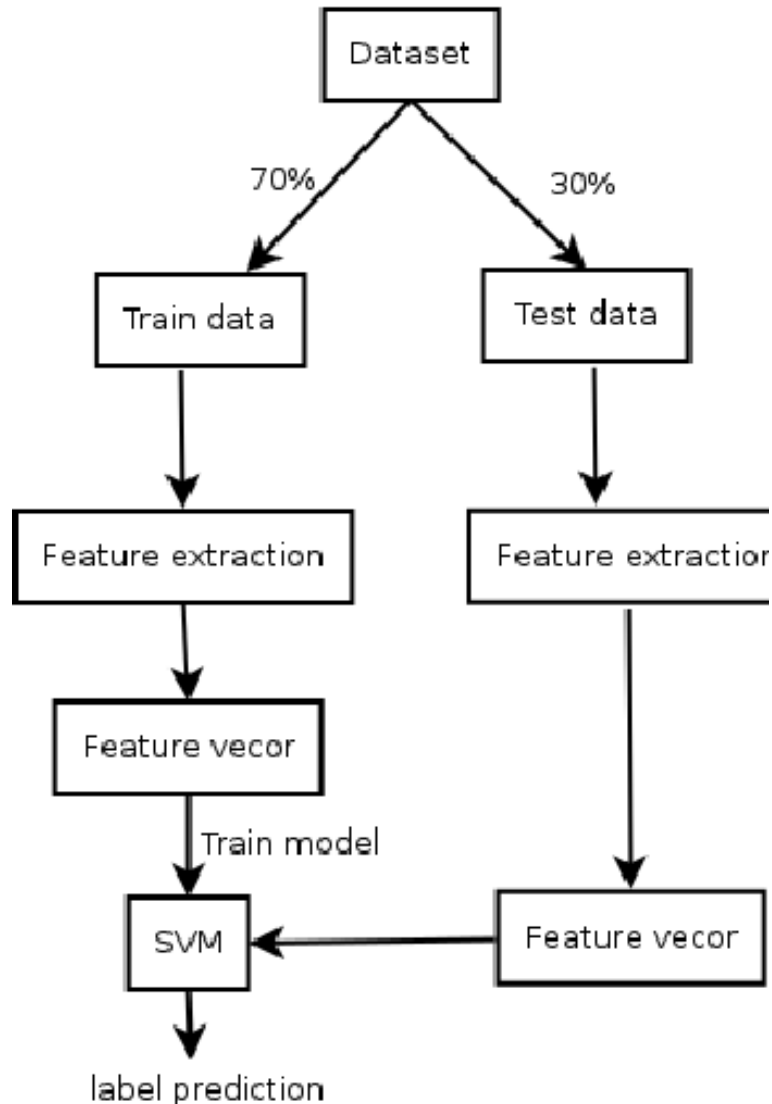 Dataset
70%
30%
Train data
Test data
Feature extraction
Feature extraction
Feature vecor
Train model
SVM
Feature vecor
label prediction